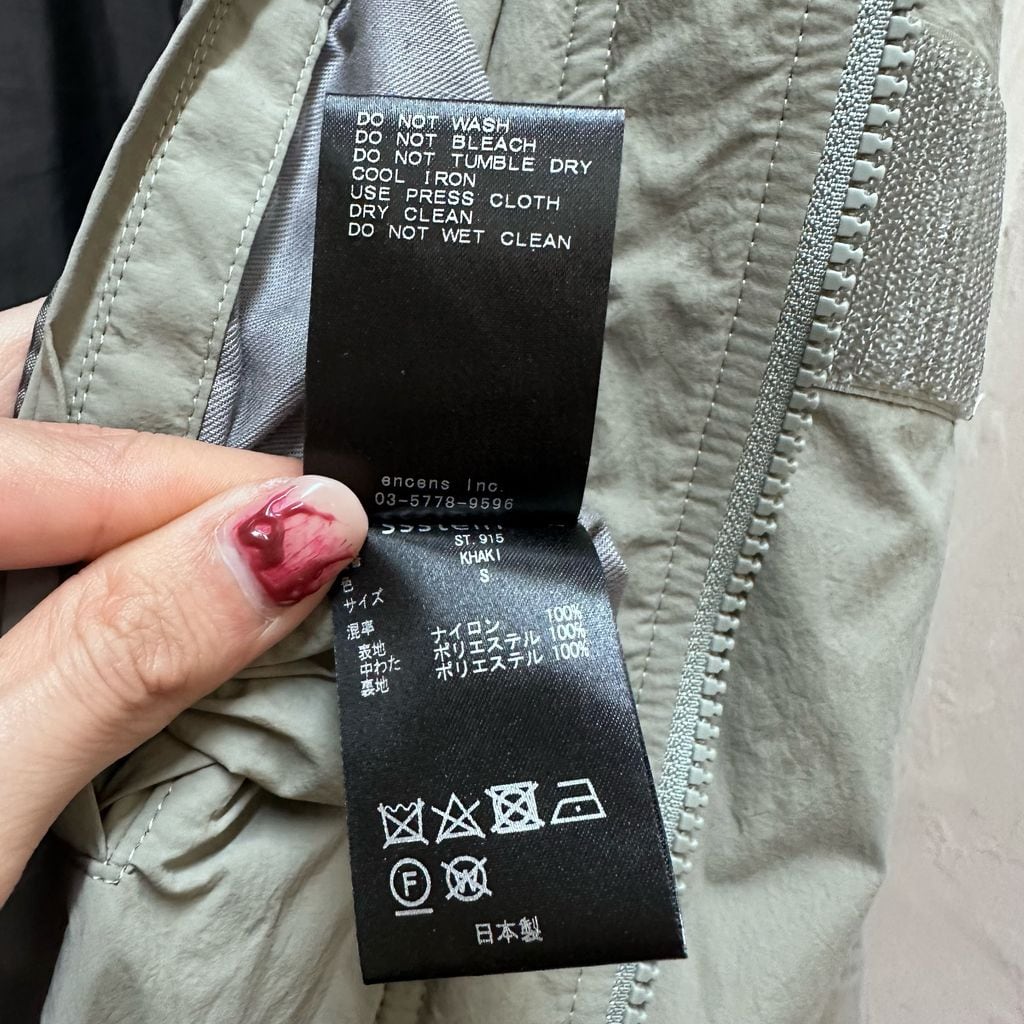 DO NOT WASH
DO NOT BLEACH
DO NOT TUMBLE DRY
COOL IRON
USE PRESS CLOTH
DRY CLEAN
DO NOT WET CLEAN
encens Inc.
03-5778-9596
ST.915
KHAKI
色
S
サイズ
混率
表地 ナイロン 100%
中わた ポリエステル 100%
裏地 ポリエステル 100%
F
W
日本製